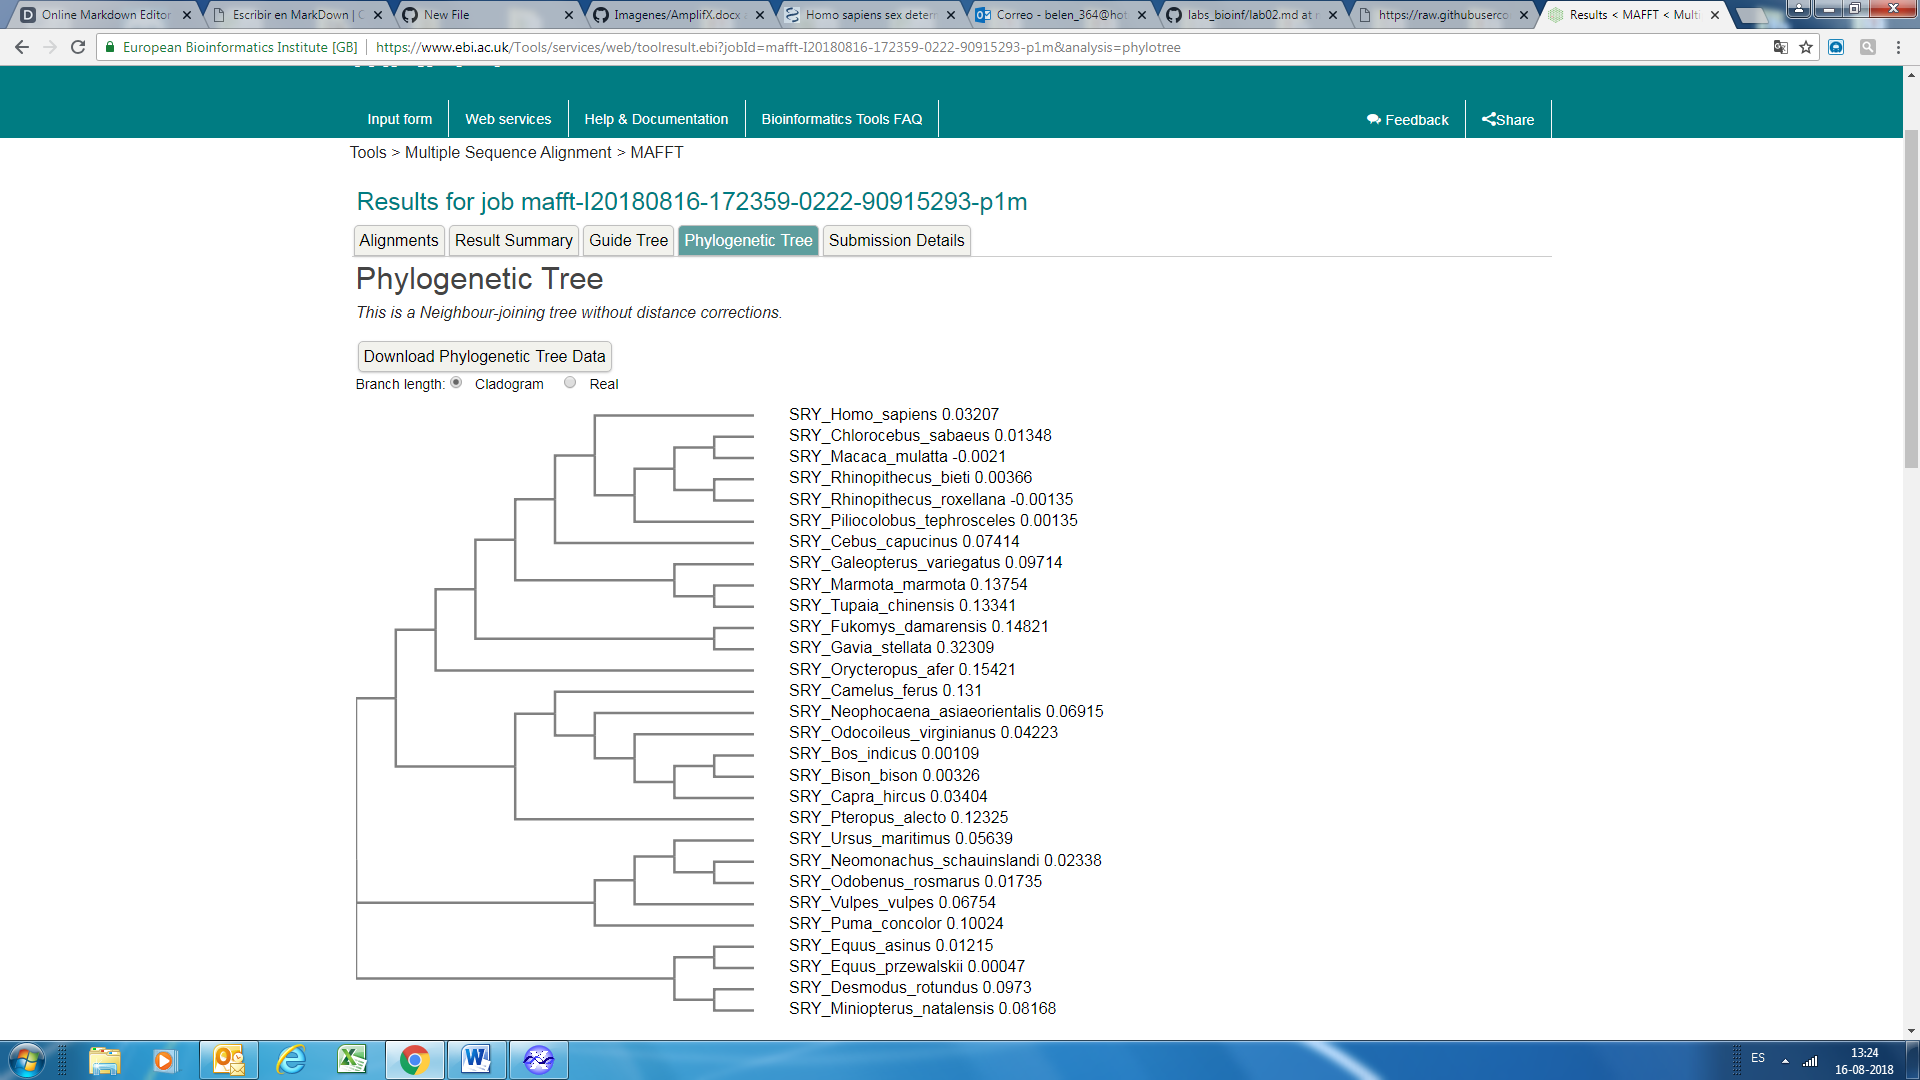 Online Markdown Editor
Escribir en MarkDown | C
New File
Imagenes/AmplifX.docx
Homo sapiens sex deter
Correo - belen_364@hot
labs_bioinf/lab02.md at
https://raw.githubuserco
Results < MAFFT < Multi
European Bioinformatics Institute [GB] https://www.ebi.ac.uk/Tools/services/web/toolresult.ebi?jobId=mafft-I20180816-172359-0222-90915293-p1m&analysis=phylotree
Input form Web services Help & Documentation Bioinformatics Tools FAQ Feedback Share
Tools > Multiple Sequence Alignment > MAFFT
Results for job mafft-I20180816-172359-0222-90915293-p1m
Alignments Result Summary Guide Tree Phylogenetic Tree Submission Details
Phylogenetic Tree
This is a Neighbour-joining tree without distance corrections.
Download Phylogenetic Tree Data
Branch length: Cladogram Real
SRY_Homo_sapiens 0.03207
SRY_Chlorocebus_sabaeus 0.01348
SRY_Macaca_mulatta -0.0021
SRY_Rhinopithecus_bieti 0.00366
SRY_Rhinopithecus_roxellana -0.00135
SRY_Piliocolobus_tephrosceles 0.00135
SRY_Cebus_capucinus 0.07414
SRY_Galeopterus_variegatus 0.09714
SRY_Marmota_marmota 0.13754
SRY_Tupaia_chinensis 0.13341
SRY_Fukomys_damarensis 0.14821
SRY_Gavia_stellata 0.32309
SRY_Orycteropus_afer 0.15421
SRY_Camelus_ferus 0.131
SRY_Neophocaena_asiaeorientalis 0.06915
SRY_Odocoileus_virginianus 0.04223
SRY_Bos_indicus 0.00109
SRY_Bison_bison 0.00326
SRY_Capra_hircus 0.03404
SRY_Pteropus_alecto 0.12325
SRY_Ursus_maritimus 0.05639
SRY_Neomonachus_schauinslandi 0.02338
SRY_Odobenus_rosmarus 0.01735
SRY_Vulpes_vulpes 0.06754
SRY_Puma_concolor 0.10024
SRY_Equus_asinus 0.01215
SRY_Equus_przewalskii 0.00047
SRY_Desmodus_rotundus 0.0973
SRY_Miniopterus_natalensis 0.08168
ES
13:24
16-08-2018